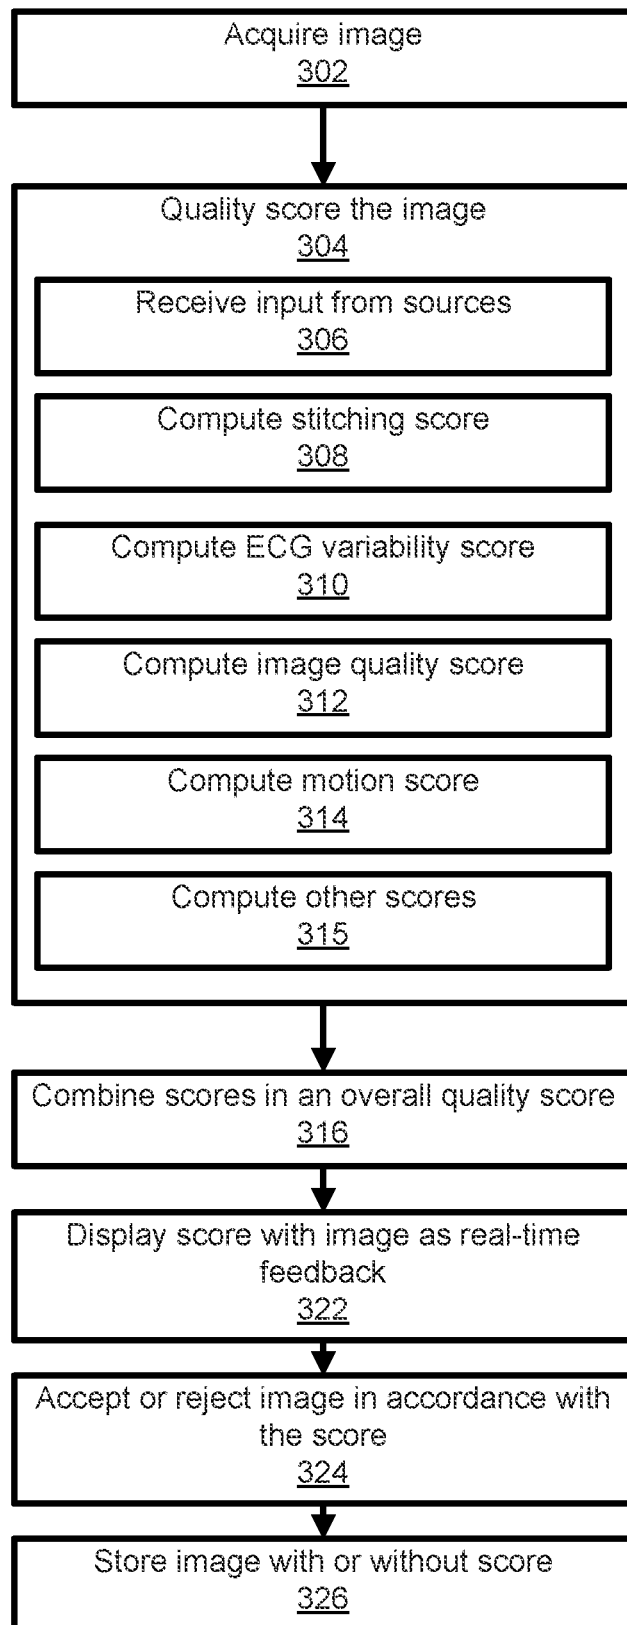 Acquire image
302
Quality score the image
304
Receive input from sources
306
Compute stitching score
308
Compute ECG variability score
310
Compute image quality score
312
Compute motion score
314
Compute other scores
315
Combine scores in an overall quality score
316
Display score with image as real-time
feedback
322
Accept or reject image in accordance with
the score
324
Store image with or without score
326